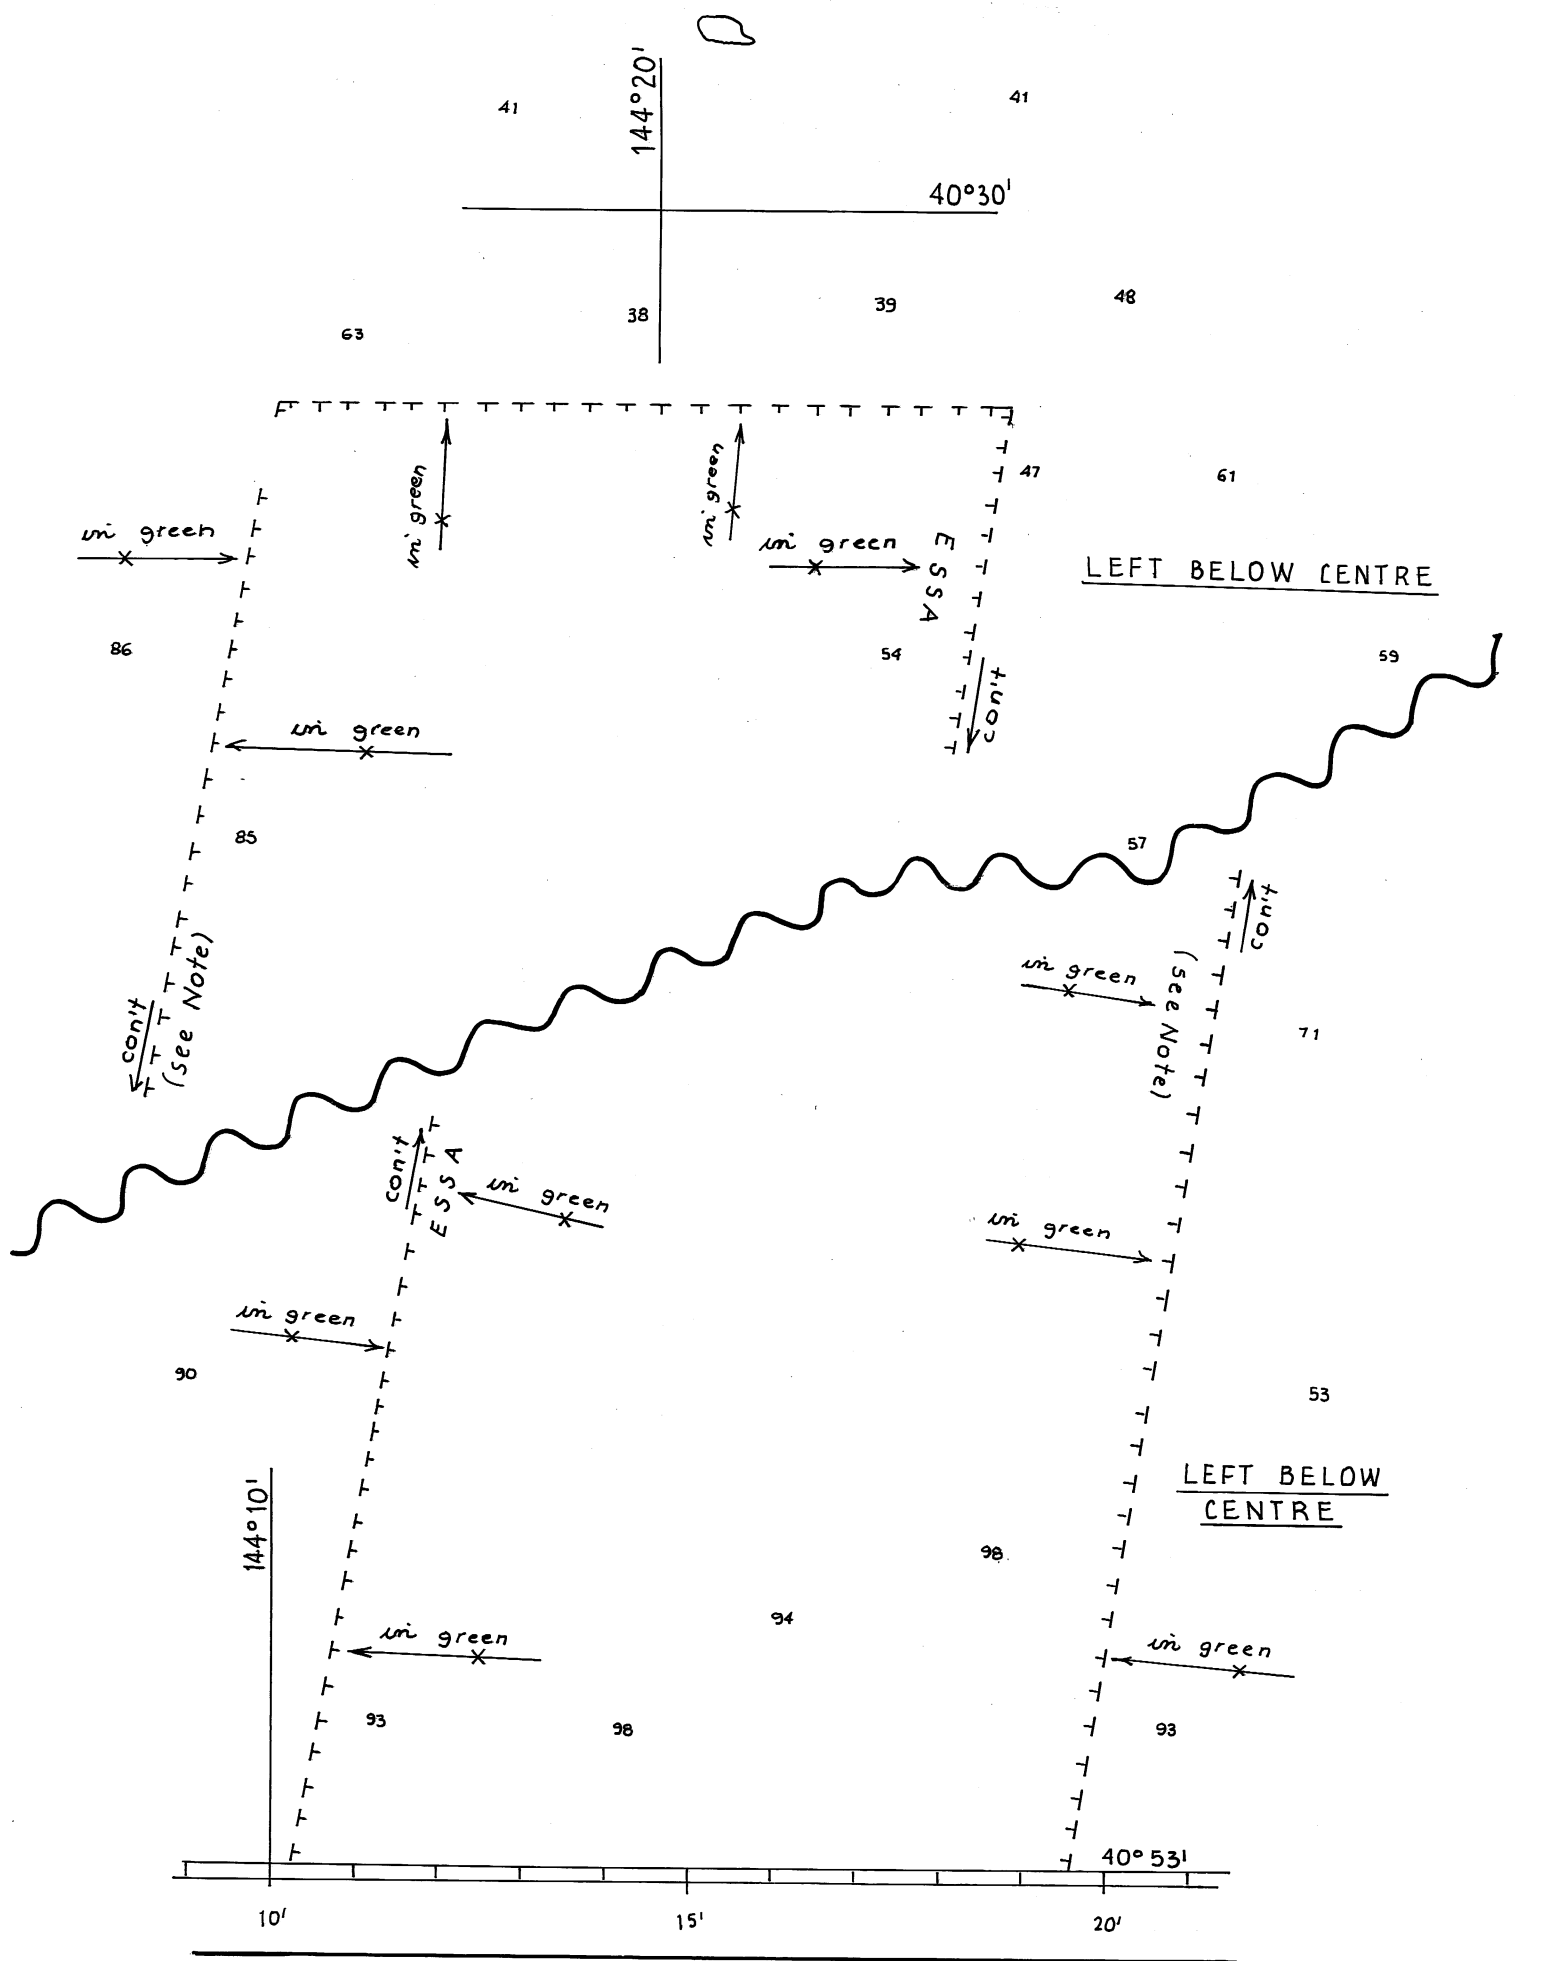 144°20'
41
41
40°30'
48
39
38
63
47
61
in green
in green
in green
in green
ESSA
LEFT BELOW CENTRE
86
54
59
con't
in green
85
57
(see Note)
con't
con't
in green
(see Note)
71
con't
ESSA
in green
in green
in green
90
53
LEFT BELOW
CENTRE
144°10'
98
94
in green
in green
93
98
93
40°53'
10'
15'
20'